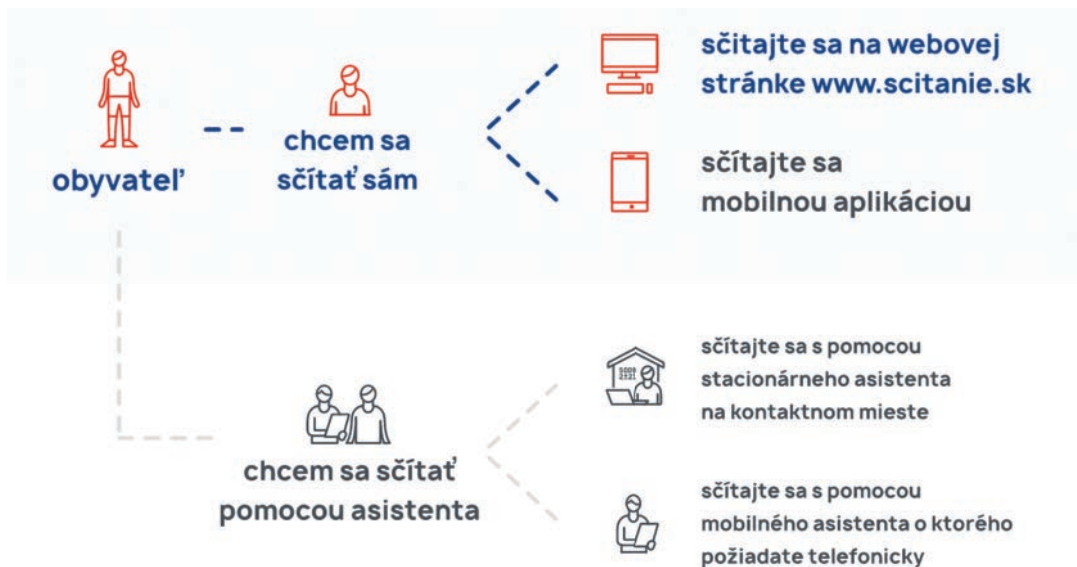 obyvateľ
chcem sa
sčítať sám
sčitajte sa na webovej
stránke www.scitanie.sk
sčítajte sa
mobilnou aplikáciou
chcem sa sčítať
pomocou asistenta
sčítajte sa s pomocou
stacionárneho asistenta
na kontaktnom mieste
sčítajte sa s pomocou
mobilného asistenta o ktorého
požiadate telefonicky